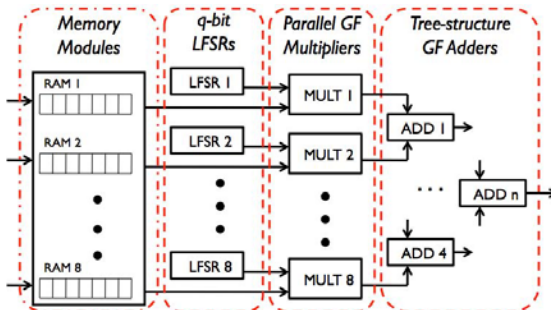 Memory
Modules
q-bit
LFSRs
Parallel GF
Multipliers
Tree-structure
GF Adders
RAM 1
LFSR 1
MULT 1
ADD 1
RAM 2
LFSR 2
MULT 2
ADD n
RAM 8
LFSR 8
MULT 8
ADD 4